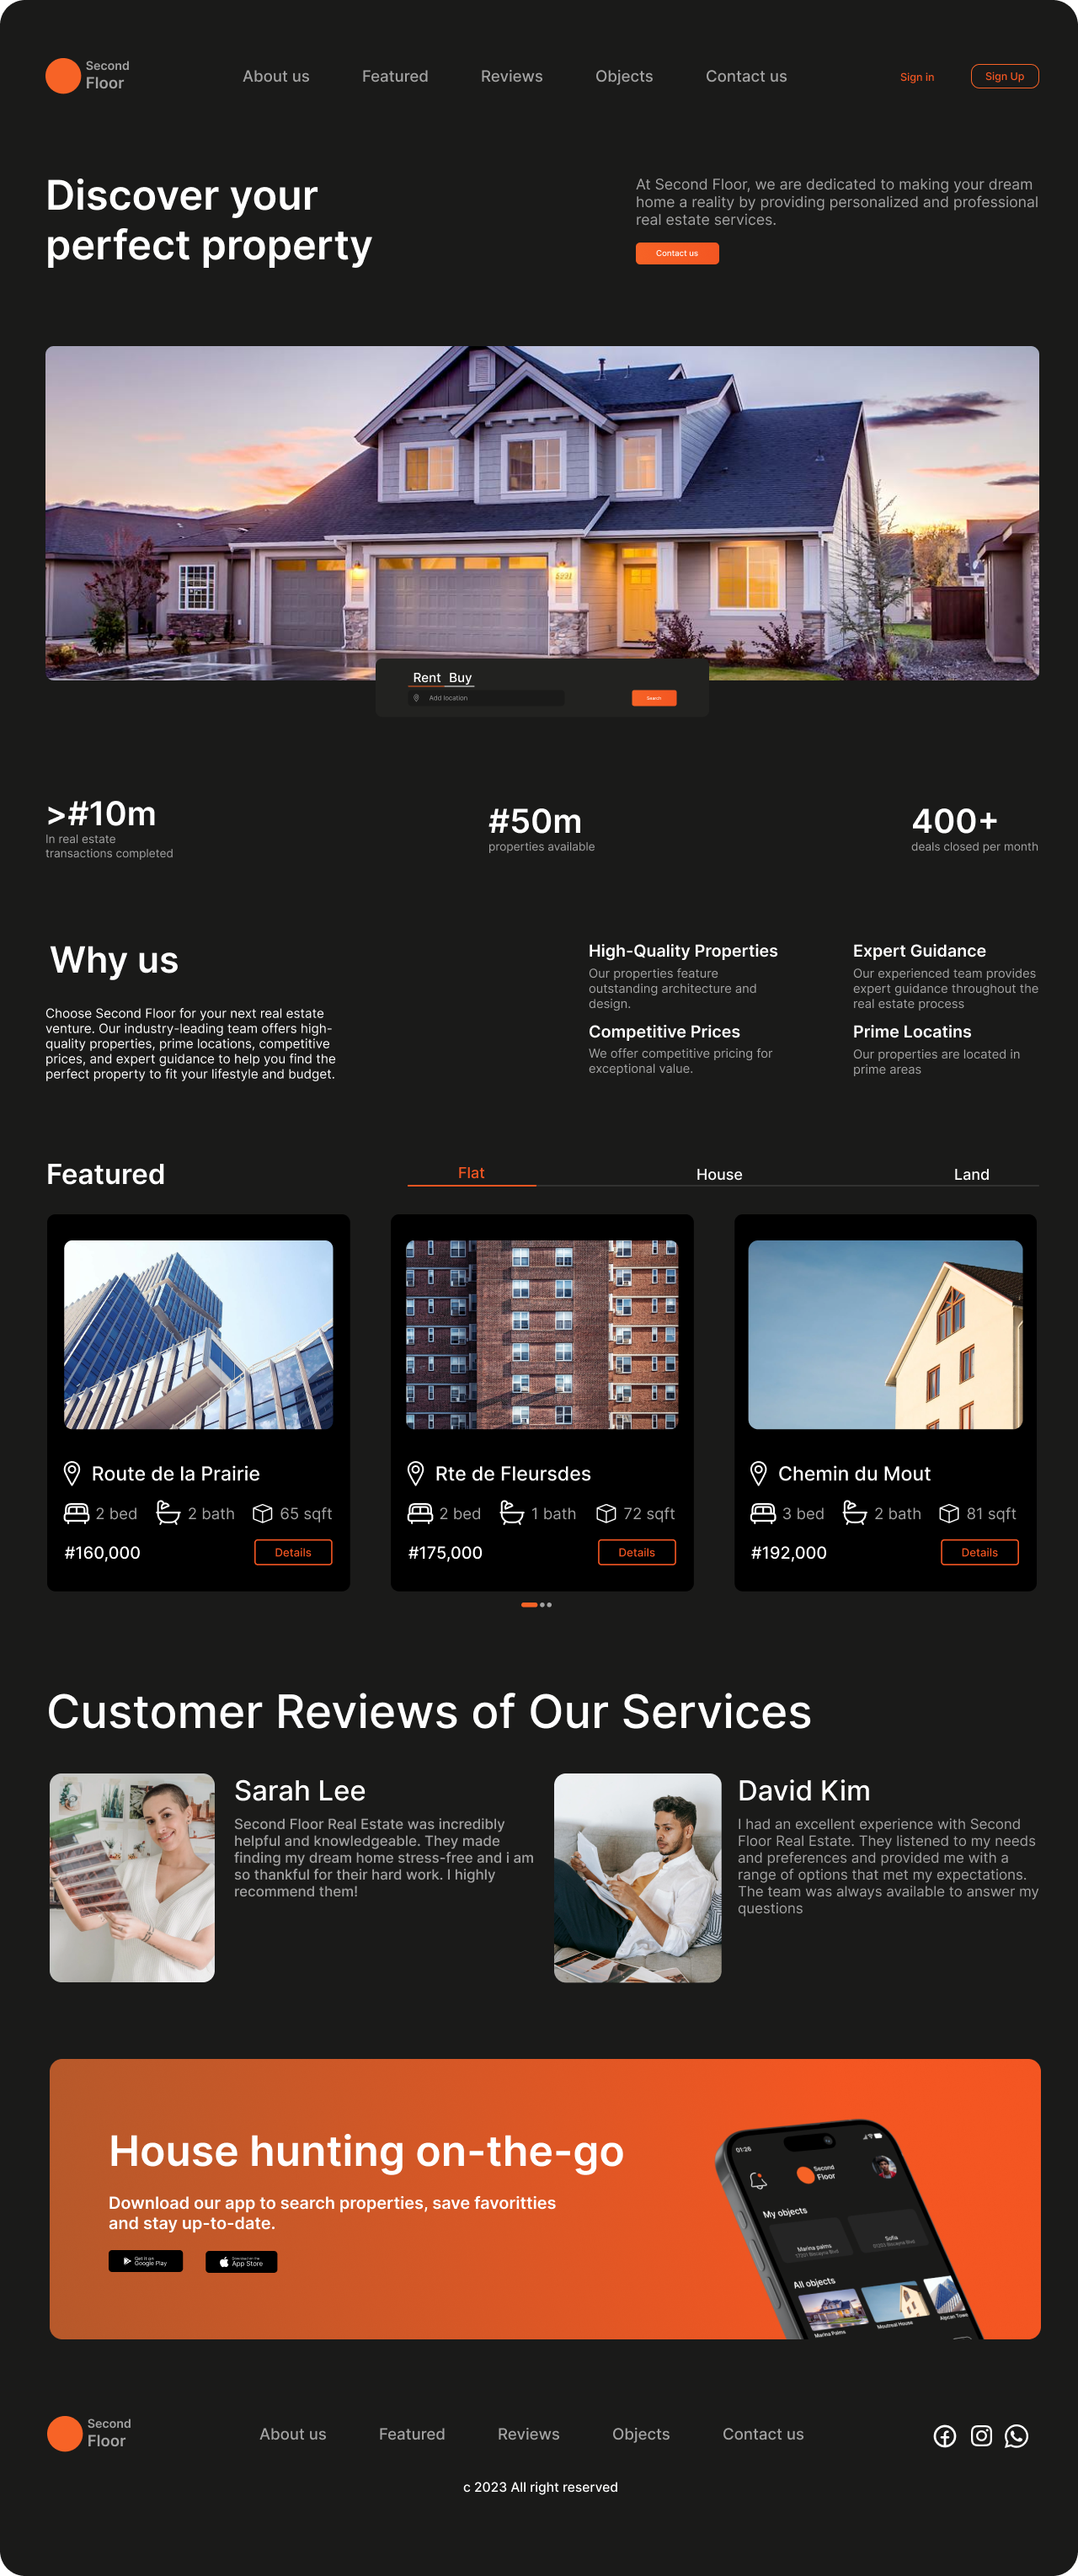 Second
Floor
About us
Featured
Reviews
Objects
Contact us
Sign in
Sign Up
Discover your
perfect property
At Second Floor, we are dedicated to making your dream
home a reality by providing personalized and professional
real estate services.
Contact us
Rent Buy
Add location
Search
>#10m
In real estate
transactions completed
#50m
properties available
400+
deals closed per month
Why us
Choose Second Floor for your next real estate
venture. Our industry-leading team offers high-
quality properties, prime locations, competitive
prices, and expert guidance to help you find the
perfect property to fit your lifestyle and budget.
High-Quality Properties
Our properties feature
outstanding architecture and
design.
Expert Guidance
Our experienced team provides
expert guidance throughout the
real estate process
Competitive Prices
We offer competitive pricing for
exceptional value.
Prime Locatins
Our properties are located in
prime areas
Featured
Flat
House
Land
Route de la Prairie
2 bed
2 bath
65 sqft
#160,000
Details
Rte de Fleursdes
2 bed
1 bath
72 sqft
#175,000
Details
Chemin du Mout
3 bed
2 bath
81 sqft
#192,000
Details
Customer Reviews of Our Services
Sarah Lee
Second Floor Real Estate was incredibly
helpful and knowledgeable. They made
finding my dream home stress-free and i am
so thankful for their hard work. I highly
recommend them!
David Kim
I had an excellent experience with Second
Floor Real Estate. They listened to my needs
and preferences and provided me with a
range of options that met my expectations.
The team was always available to answer my
questions
House hunting on-the-go
Download our app to search properties, save favoritties
and stay up-to-date.
Google Play
App Store
01:26
Second
Floor
My objects
Marina palms
Sofia
All objects
Marina Palms
Moutreal House
Second
Floor
About us
Featured
Reviews
Objects
Contact us
c 2023 All right reserved